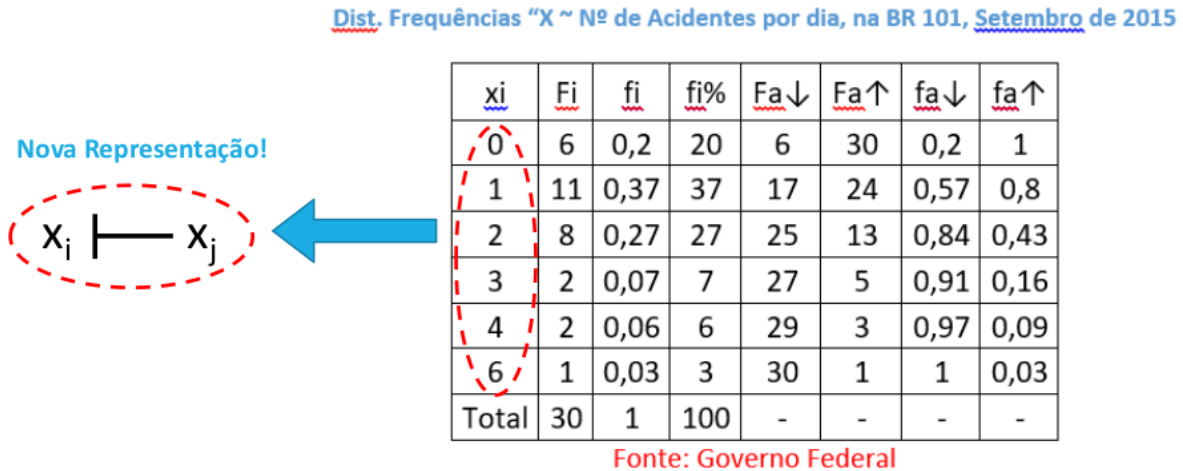 Dist. Frequências “X ~ Nº de Acidentes por dia, na BR 101, Setembro de 2015
Nova Representação!
xi ⊢— xj
xi Fi fi fi% Fa↓ Fa↑ fa↓ fa↑
0 6 0,2 20 6 30 0,2 1
1 11 0,37 37 17 24 0,57 0,8
2 8 0,27 27 25 13 0,84 0,43
3 2 0,07 7 27 5 0,91 0,16
4 2 0,06 6 29 3 0,97 0,09
6 1 0,03 3 30 1 1 0,03
Total 30 1 100 - - - -
Fonte: Governo Federal